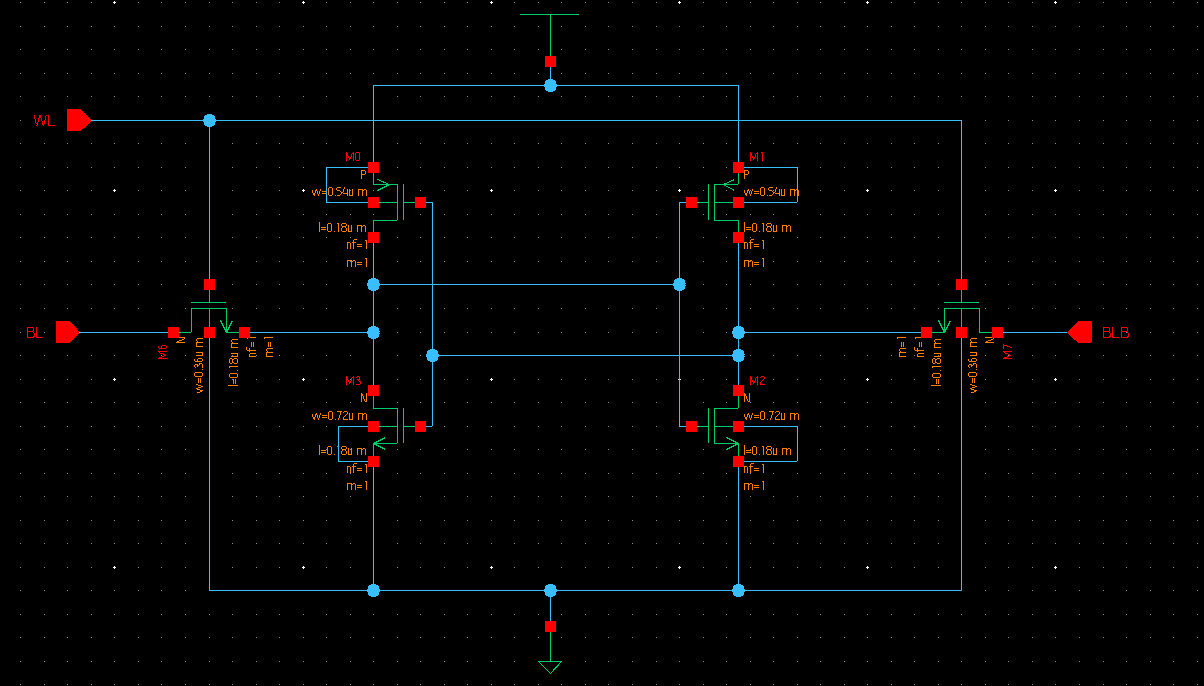 WL
M0
P
w=0.54u m
l=0.18u m
nf=1
m=1
M1
P
w=0.54u m
l=0.18u m
nf=1
m=1
BL
M6
N
w=0.36u m
l=0.18u m
nf=1
m=1
M3
N
w=0.72u m
l=0.18u m
nf=1
m=1
M2
N
w=0.72u m
l=0.18u m
nf=1
m=1
m=1
nf=1
l=0.18u m
w=0.36u m
N
M7
BLB